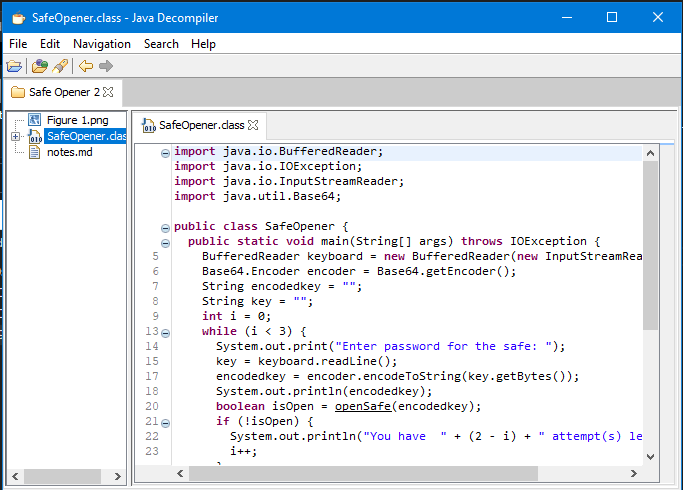 SafeOpener.class - Java Decompiler
File Edit Navigation Search Help
Safe Opener 2
Figure 1.png
SafeOpener.clas
notes.md
SafeOpener.class
import java.io.BufferedReader;
import java.io.IOException;
import java.io.InputStreamReader;
import java.util.Base64;
public class SafeOpener {
public static void main(String[] args) throws IOException {
5 BufferedReader keyboard = new BufferedReader(new InputStreamRea
6 Base64.Encoder encoder = Base64.getEncoder();
7 String encodedkey = "";
8 String key = "";
9 int i = 0;
13 while (i < 3) {
14 System.out.print("Enter password for the safe: ");
15 key = keyboard.readLine();
17 encodedkey = encoder.encodeToString(key.getBytes());
18 System.out.println(encodedkey);
20 boolean isOpen = openSafe(encodedkey);
21 if (!isOpen) {
22 System.out.println("You have  " + (2 - i) + " attempt(s) le
23 i++;